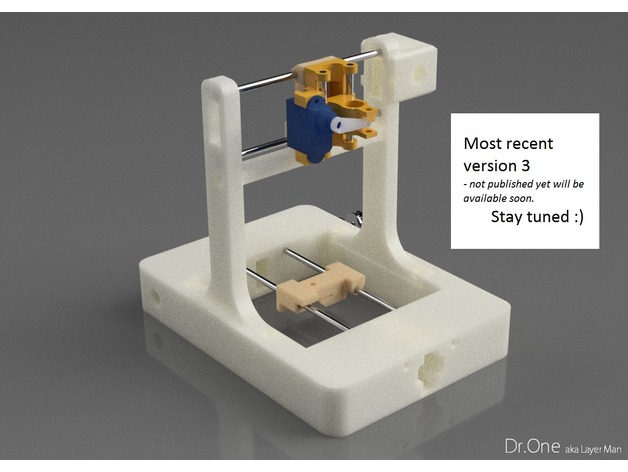 Most recent
version 3
- not published yet will be
available soon.
Stay tuned :)
Dr.One aka Layer Man